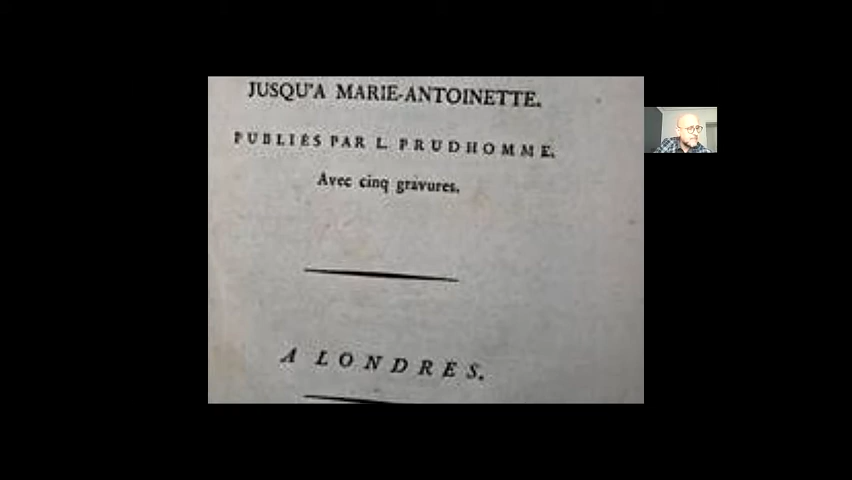 JUSQU'A MARIE-ANTOINETTE.
PUBLIÉS PAR L. PRUDHOMME.
Avec cinq gravures.
A LONDRES.